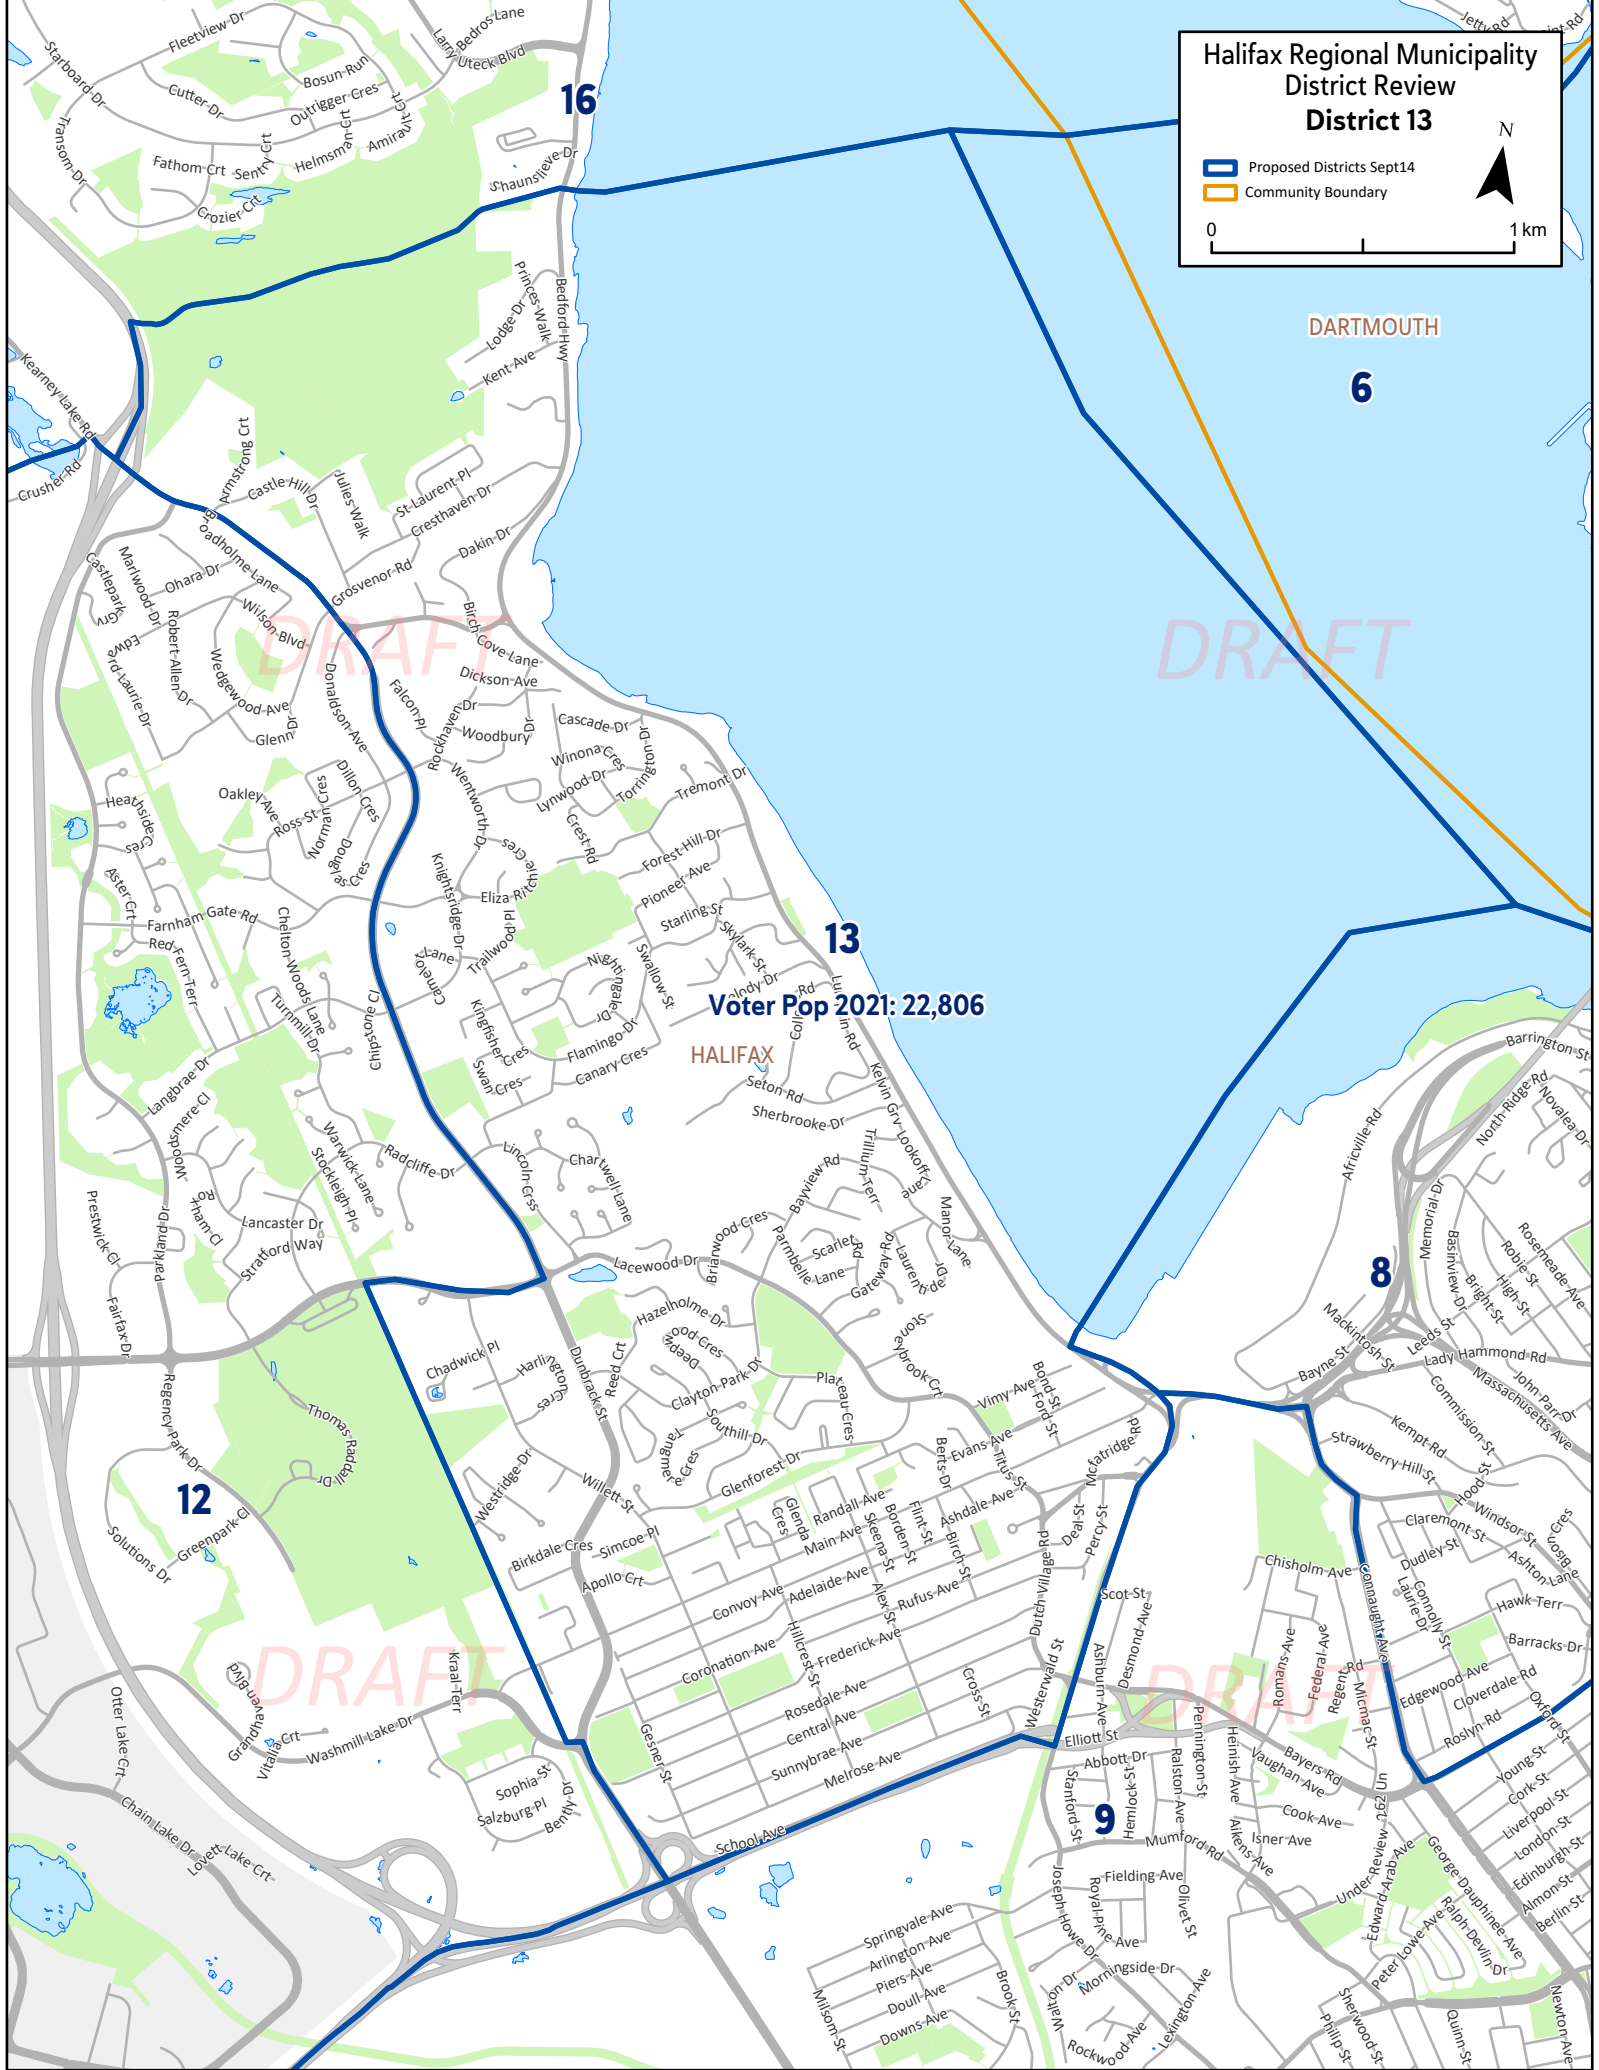 Halifax Regional Municipality
District Review
District 13
N
Proposed Districts Sept14
Community Boundary
0
1 km
Jetty Rd
Fleetview Dr
Larry Uteck Blvd
Bedros Lane
Starboard Dr
Bosun Run
Cutter Dr
Outrigger Cres
Transom Dr
Fathom Crt
Sentry Crt
Helmsman Crt
Amiral Crt
Crozier Crt
16
Shaunslieve Dr
Princes Walk
Bedford Hwy
Lodge Dr
Kent Ave
DARTMOUTH
6
Kearney Lake Rd
Crusher Rd
Armstrong Crt
Castle Hill Dr
Julies Walk
St Laurent Pl
Cresthaven Dr
Dakin Dr
Broadholme Lane
Grosvenor Rd
Castlepark Grv
Marlwood Dr
Ohara Dr
Wilson Blvd
Edward Laurie Dr
Robert Allen Dr
Wedgewood Ave
Glenn Dr
Donaldson Ave
DRAFT
DRAFT
Birch Cove Lane
Dickson Ave
Falcon Pl
Rockhaven Dr
Woodbury Dr
Cascade Dr
Winona Cres
Torrington Dr
Lynwood Dr
Tremont Dr
Wentworth Dr
Crest Rd
Forest Hill Dr
Pioneer Ave
Starling St
Skylark St
Heathside Cres
Oakley Ave
Ross St
Norman Cres
Dillon Cres
Douglas Cres
Eliza Ritchie Cres
Knightsridge Dr
Trailwood Pl
Camelot Lane
Aster Crt
Farnham Gate Rd
Red Fern Terr
Chelton Woods Lane
Turnmill Dr
Chipstone Cl
Nightingale Dr
Swallow St
13
Voter Pop 2021: 22,806
HALIFAX
Kingfisher Cres
Flamingo Dr
Canary Cres
Swan Cres
Seton Rd
Sherbrooke Dr
Kelvin Grv
Lookoff Lane
Trillium Terr
Bayview Rd
Manor Lane
Langbrae Dr
Woodsmere Cl
Warwick Lane
Stockleigh Pl
Radcliffe Dr
Lincoln Crss
Chartwell Lane
Lancaster Dr
Stratford Way
Prestwick Cl
Parkland Dr
Fairfax Dr
Lacewood Dr
Briarwood Cres
Parmbelle Lane
Scarlet Rd
Gateway Rd
Laurentide Dr
Stoneybrook Crt
Hazelholme Dr
Deepwood Cres
Clayton Park Dr
Plateau Cres
Reed Crt
Dunbrack St
Harlington Cres
Chadwick Pl
Southill Dr
Tangmere Cres
Glenforest Dr
Regency Park Dr
Thomas Raddall Dr
12
Greenpark Cl
Solutions Dr
Westridge Dr
Willett St
Birkdale Cres
Simcoe Pl
Apollo Crt
Vimy Ave
Bond St
Ford St
Evans Ave
Titus St
Berts Dr
McFatridge Rd
Glenda Cres
Randall Ave
Main Ave
Skeena St
Borden St
Flint St
Ashdale Ave
Birch St
Convoy Ave
Adelaide Ave
Alex St
Rufus Ave
Coronation Ave
Hillcrest St
Frederick Ave
Rosedale Ave
Central Ave
Sunnybrae Ave
Melrose Ave
Cross St
Gesner St
School Ave
Dutch Village Rd
Deal St
Percy St
Westerwald St
Scot St
Desmond Ave
Ashburn Ave
Elliott St
Abbott Dr
Stanford St
Hemlock St
9
Ralston Ave
Pennington St
Mumford Rd
Fielding Ave
Joseph Howe Dr
Royal Pine Ave
Olivet St
Morningside Dr
Walton Dr
Rockwood Ave
Lexington Ave
Brook St
Springvale Ave
Arlington Ave
Piers Ave
Doull Ave
Downs Ave
Milsom St
DRAFT
DRAFT
Kraal Terr
Grandhaven Blvd
Vitalia Crt
Washmill Lake Dr
Sophia St
Salzburg Pl
Bently Dr
Otter Lake Crt
Chain Lake Dr
Lovett Lake Crt
Barrington St
North Ridge Rd
Novalea Dr
Africville Rd
8
Memorial Dr
Basinview Dr
Robie St
Rosemeade Ave
Bright St
High St
Mackintosh St
Leeds St
Lady Hammond Rd
Bayne St
Massachusetts Ave
John Parr Dr
Commission St
Kempt Rd
Strawberry Hill St
Hood St
Windsor St
Claremont St
Bison Cres
Ashton Lane
Dudley St
Chisholm Ave
Connaught Ave
Connolly St
Laurie Dr
Hawk Terr
Barracks Dr
Romans Ave
Federal Ave
Regent Rd
Micmac St
Edgewood Ave
Cloverdale Rd
Roslyn Rd
Oxford St
Bayers Rd
Vaughan Ave
Heinish Ave
Cook Ave
Isner Ave
Aikens Ave
Under Review 162 Un
Edward Arab Ave
George Dauphinee Ave
Ralph Devlin Dr
Peter Lowe Ave
Young St
Cork St
Liverpool St
London St
Edinburgh St
Almon St
Berlin St
Newton Ave
Quinn St
Sherwood St
Philip St